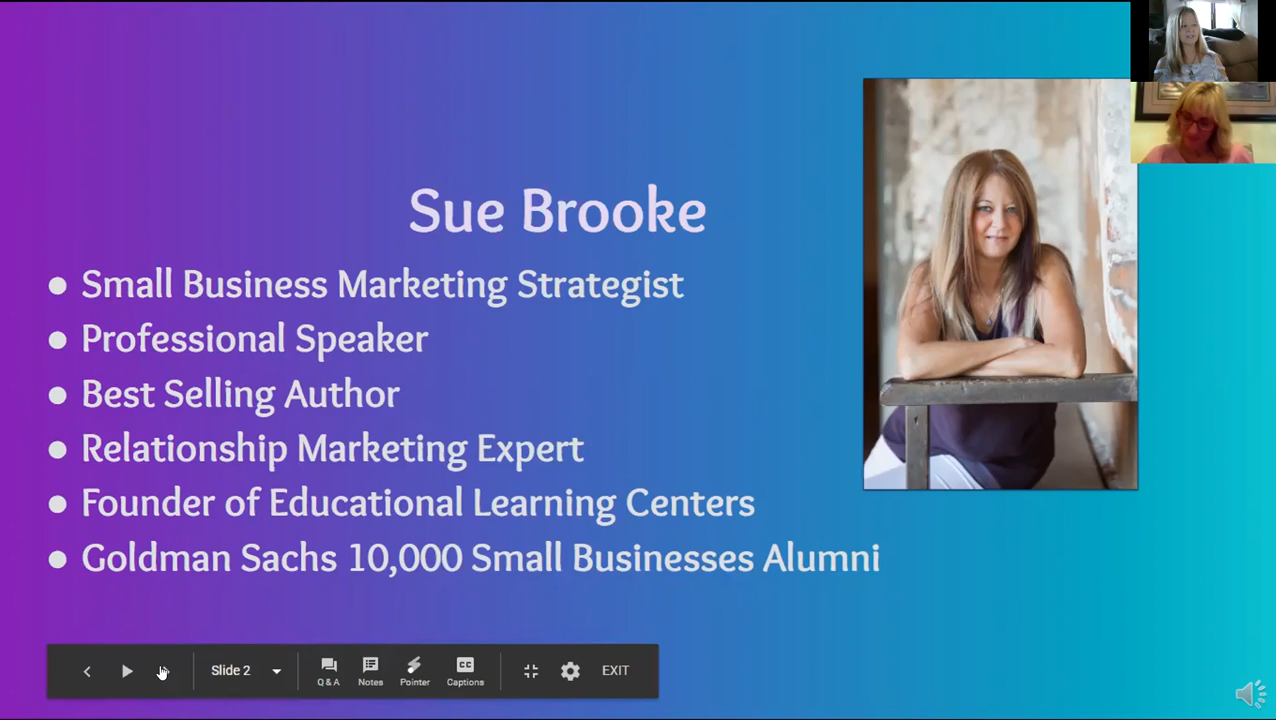 Sue Brooke
● Small Business Marketing Strategist
● Professional Speaker
● Best Selling Author
● Relationship Marketing Expert
● Founder of Educational Learning Centers
● Goldman Sachs 10,000 Small Businesses Alumni
Slide 2
Q & A
Notes
Pointer
CC
Captions
EXIT